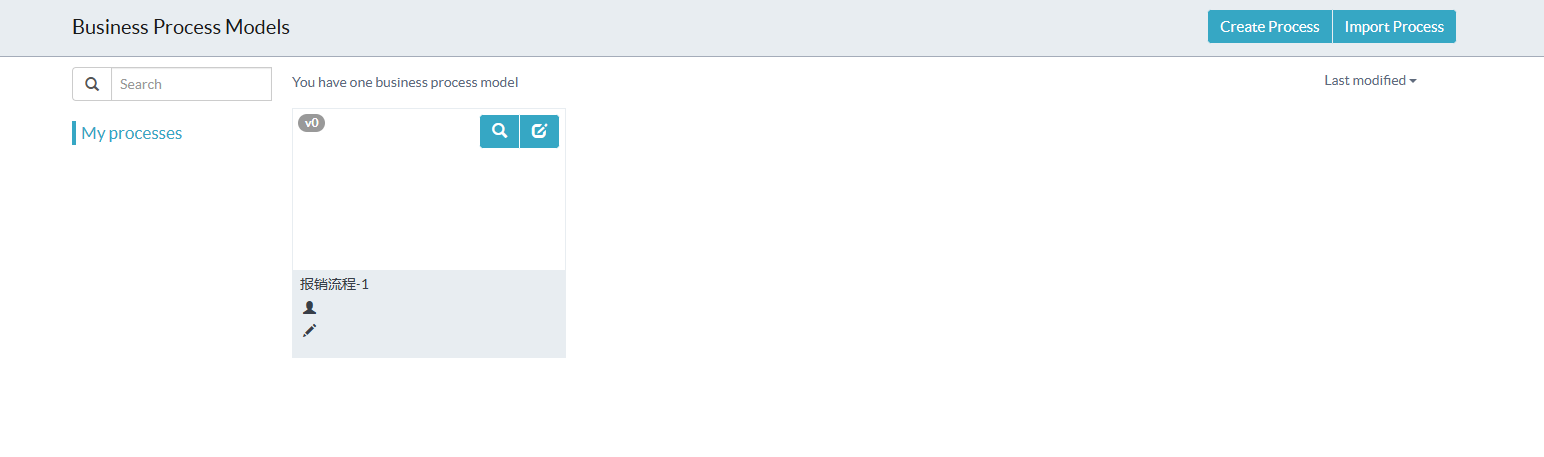 Business Process Models
Create Process
Import Process
Search
You have one business process model
Last modified
My processes
v0
报销流程-1